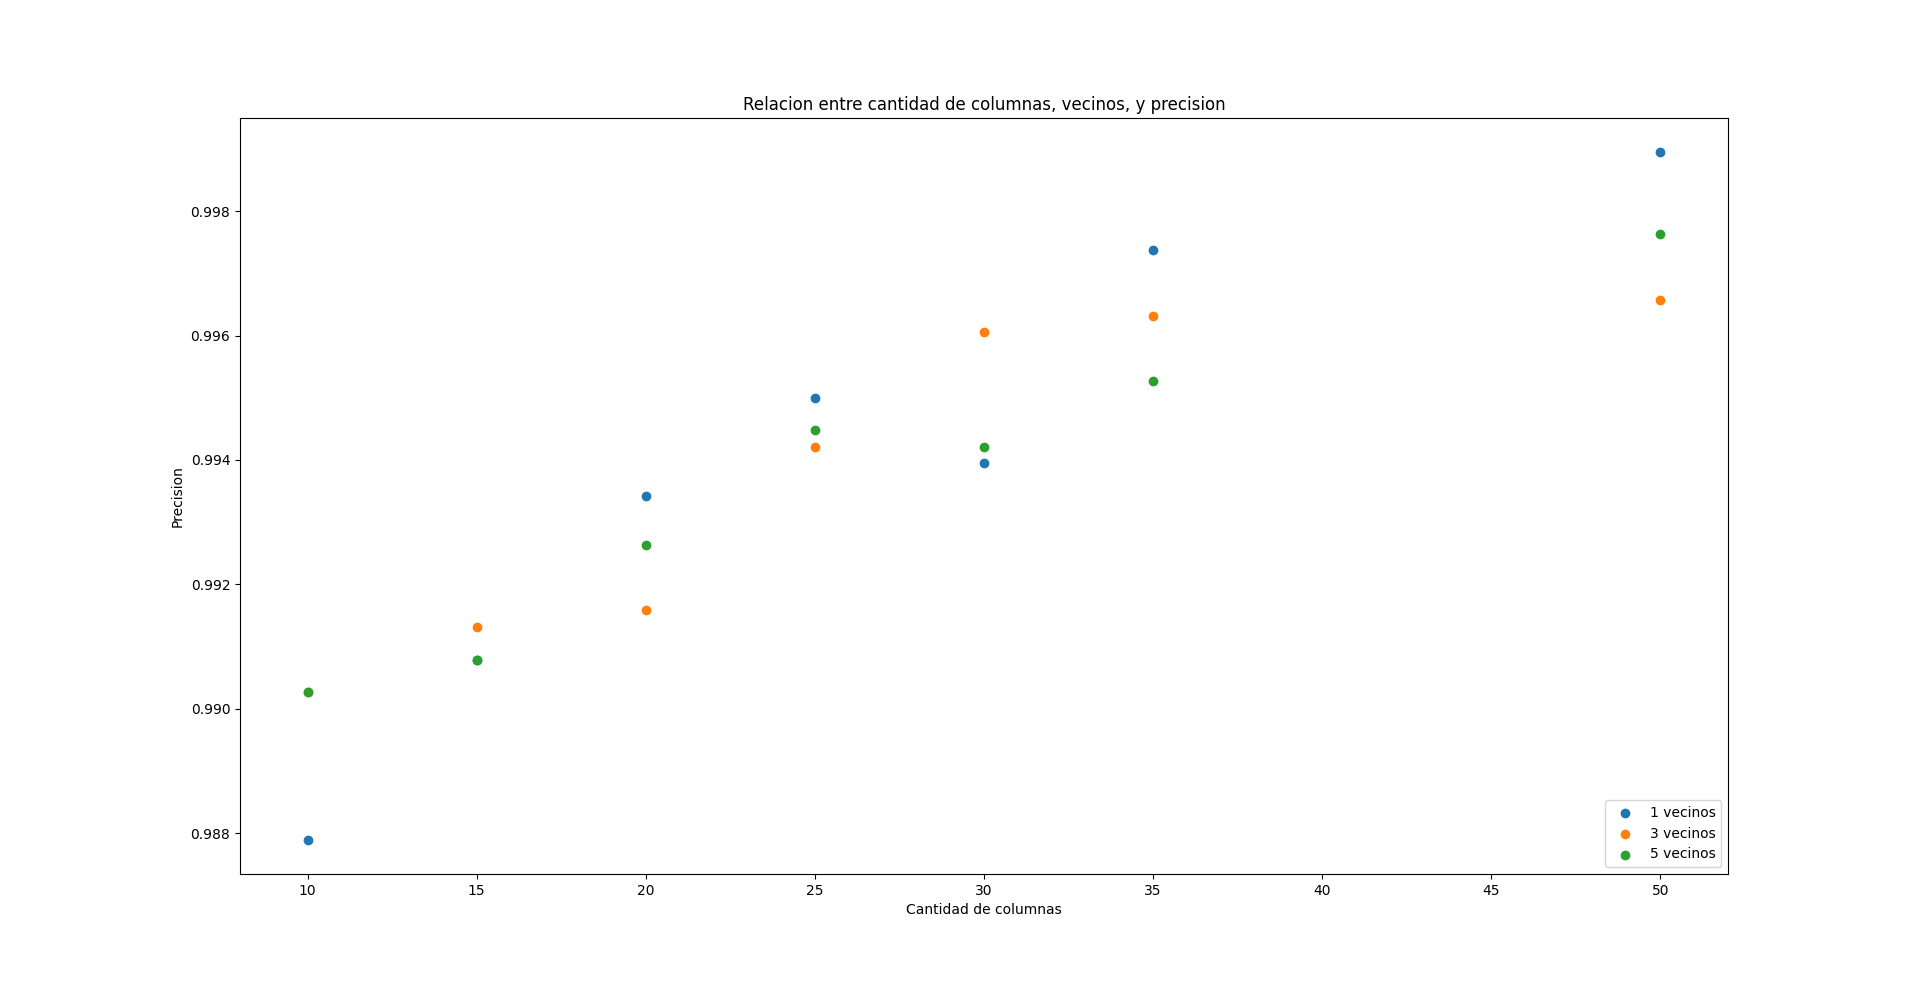 Relacion entre cantidad de columnas, vecinos, y precision
0.998
0.996
0.994
0.992
0.990
0.988
Precision
10 15 20 25 30 35 40 45 50
Cantidad de columnas
1 vecinos
3 vecinos
5 vecinos